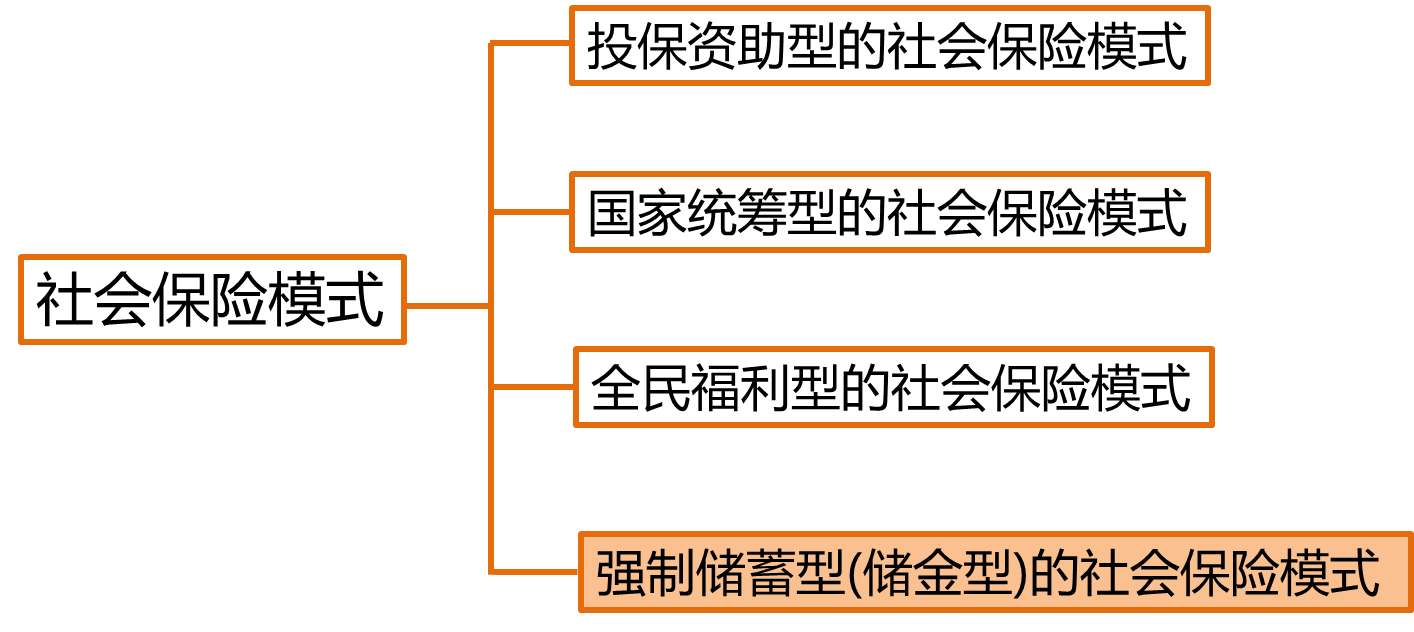 投保资助型的社会保险模式
国家统筹型的社会保险模式
社会保险模式
全民福利型的社会保险模式
强制储蓄型(储金型)的社会保险模式